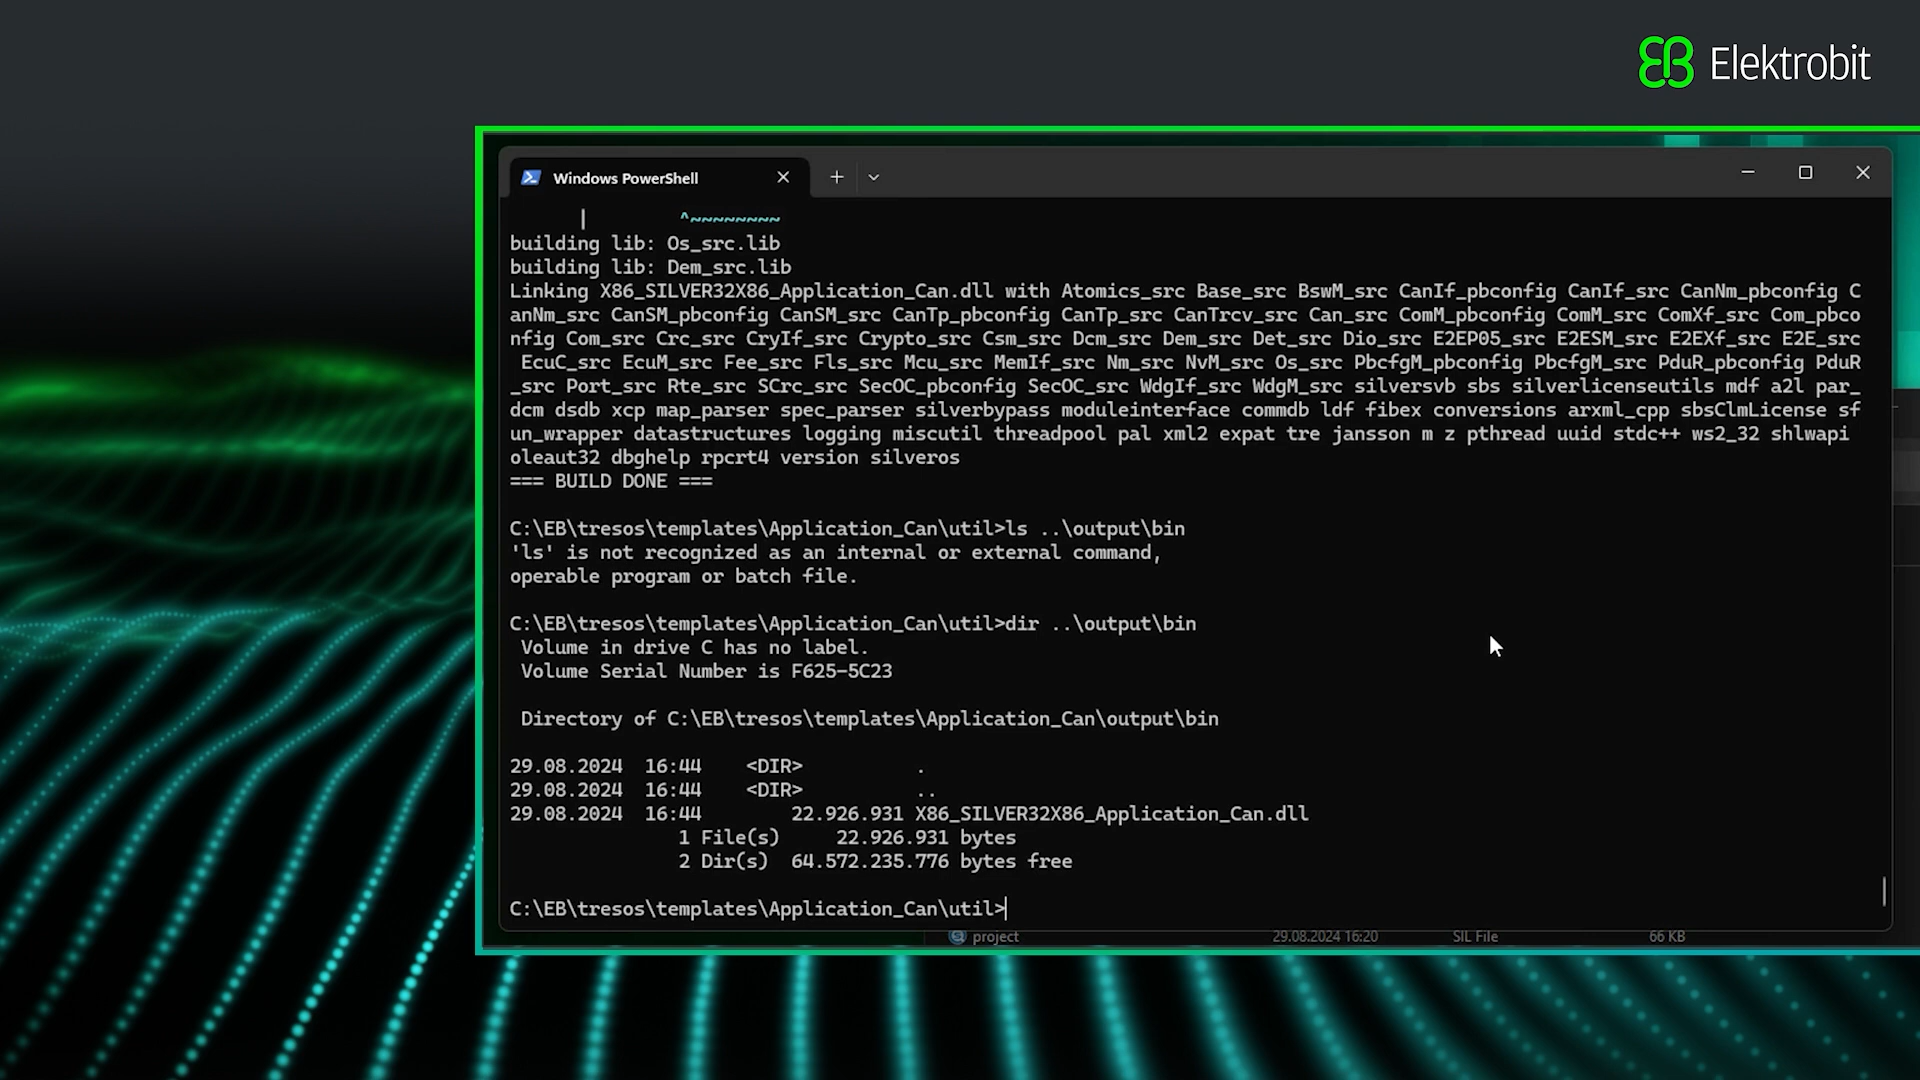 Elektrobit
Windows PowerShell
|        ^~~~~~~~~
building lib: Os_src.lib
building lib: Dem_src.lib
Linking X86_SILVER32X86_Application_Can.dll with Atomics_src Base_src BswM_src CanIf_pbconfig CanIf_src CanNm_pbconfig C
anNm_src CanSM_pbconfig CanSM_src CanTp_pbconfig CanTp_src CanTrcv_src Can_src ComM_pbconfig ComM_src ComXf_src Com_pbco
nfig Com_src Crc_src CryIf_src Crypto_src Csm_src Dcm_src Dem_src Det_src Dio_src E2EP05_src E2ESM_src E2EXf_src E2E_src
EcuC_src EcuM_src Fee_src Fls_src Mcu_src MemIf_src Nm_src NvM_src Os_src PbcfgM_pbconfig PbcfgM_src PduR_pbconfig PduR
_src Port_src Rte_src SCrc_src SecOC_pbconfig SecOC_src WdgIf_src WdgM_src silversvb sbs silverlicenseutils mdf a2l par_
dcm dsdb xcp map_parser spec_parser silverbypass moduleinterface commdb ldf fibex conversions arxml_cpp sbsClmLicense sf
un_wrapper datastructures logging miscutil threadpool pal xml2 expat tre jansson m z pthread uuid stdc++ ws2_32 shlwapi
oleaut32 dbghelp rpcrt4 version silveros
=== BUILD DONE ===
C:\EB\tresos\templates\Application_Can\util>ls ..\output\bin
'ls' is not recognized as an internal or external command,
operable program or batch file.
C:\EB\tresos\templates\Application_Can\util>dir ..\output\bin
Volume in drive C has no label.
Volume Serial Number is F625-5C23
Directory of C:\EB\tresos\templates\Application_Can\output\bin
29.08.2024  16:44    <DIR>          .
29.08.2024  16:44    <DIR>          ..
29.08.2024  16:44        22.926.931 X86_SILVER32X86_Application_Can.dll
1 File(s)     22.926.931 bytes
2 Dir(s)  64.572.235.776 bytes free
C:\EB\tresos\templates\Application_Can\util>
project 29.08.2024 16:20 SIL File 66 KB